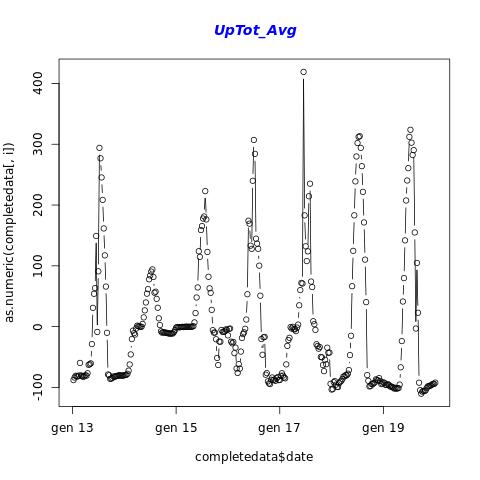 UpTot_Avg
as.numeric(completedata[, i])
400
300
200
100
0
-100
gen 13
gen 15
gen 17
gen 19
completedata$date